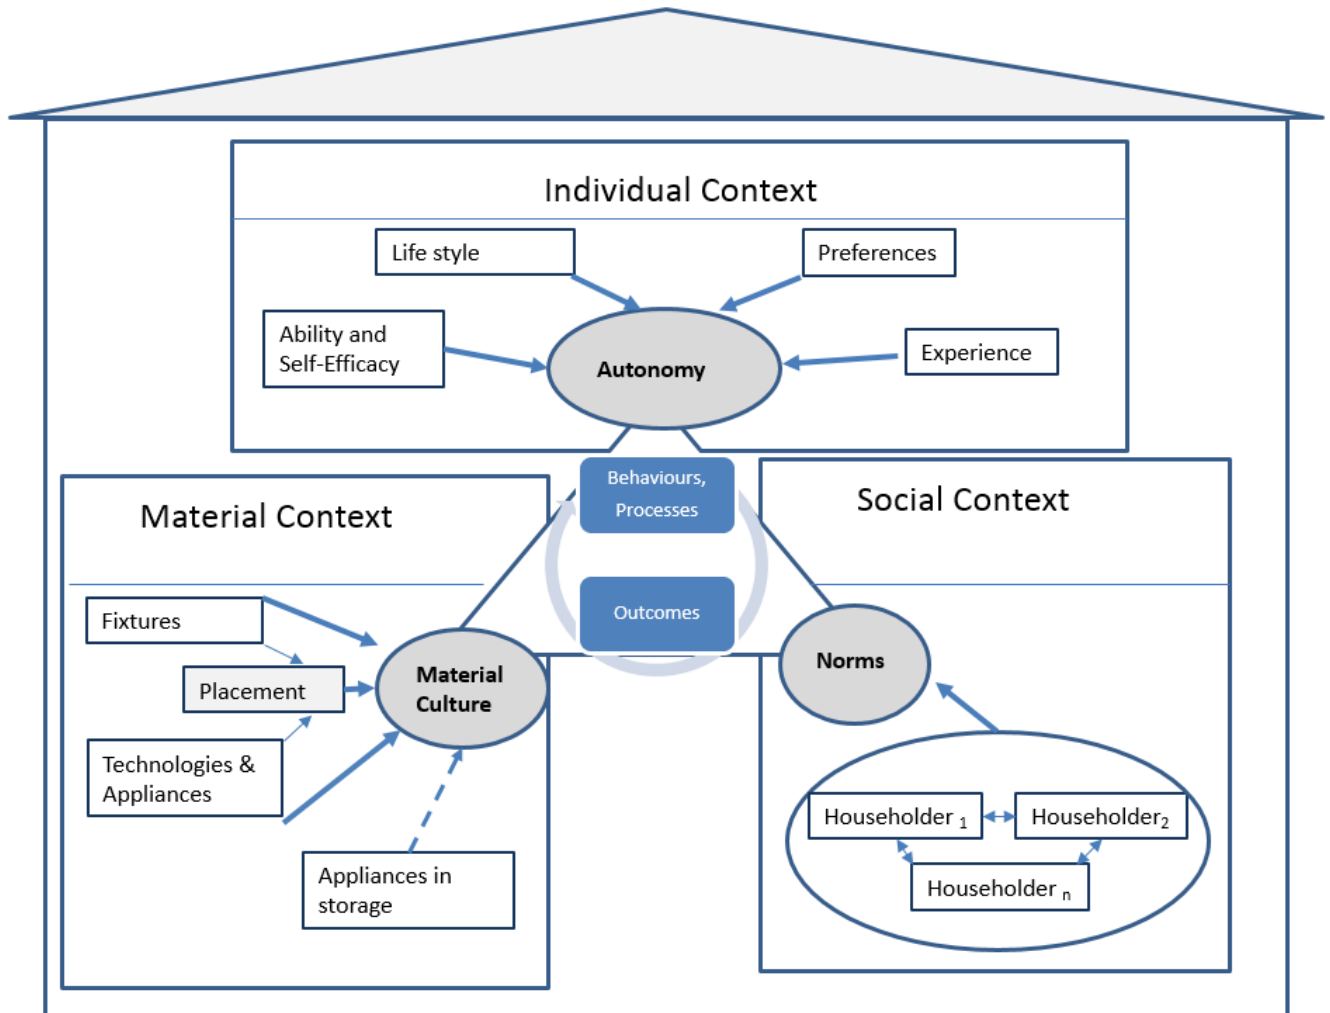 Individual Context
Life style
Preferences
Ability and
Self-Efficacy
Autonomy
Experience
Behaviours,
Processes
Outcomes
Material Context
Fixtures
Placement
Technologies &
Appliances
Material
Culture
Appliances in
storage
Social Context
Norms
Householder 1
Householder2
Householder n